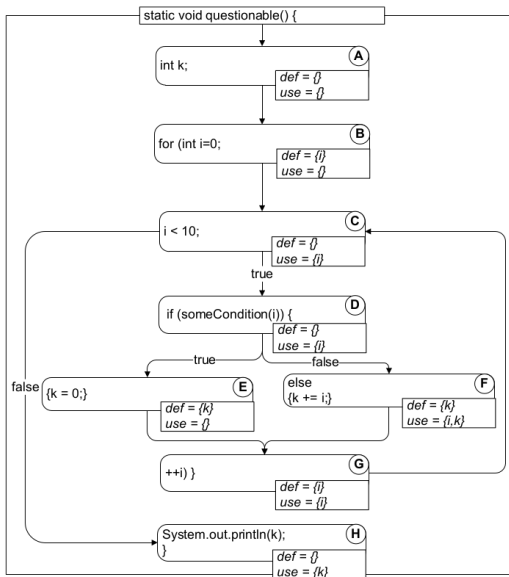 static void questionable() {
A
int k;
def = {}
use = {}
B
for (int i=0;
def = {i}
use = {}
C
i < 10;
def = {}
use = {i}
true
D
if (someCondition(i)) {
def = {}
use = {i}
true
false
false
E
{k = 0;}
def = {k}
use = {}
F
else
{k += i;}
def = {k}
use = {i,k}
G
++i) }
def = {i}
use = {i}
H
System.out.println(k);
}
def = {}
use = {k}